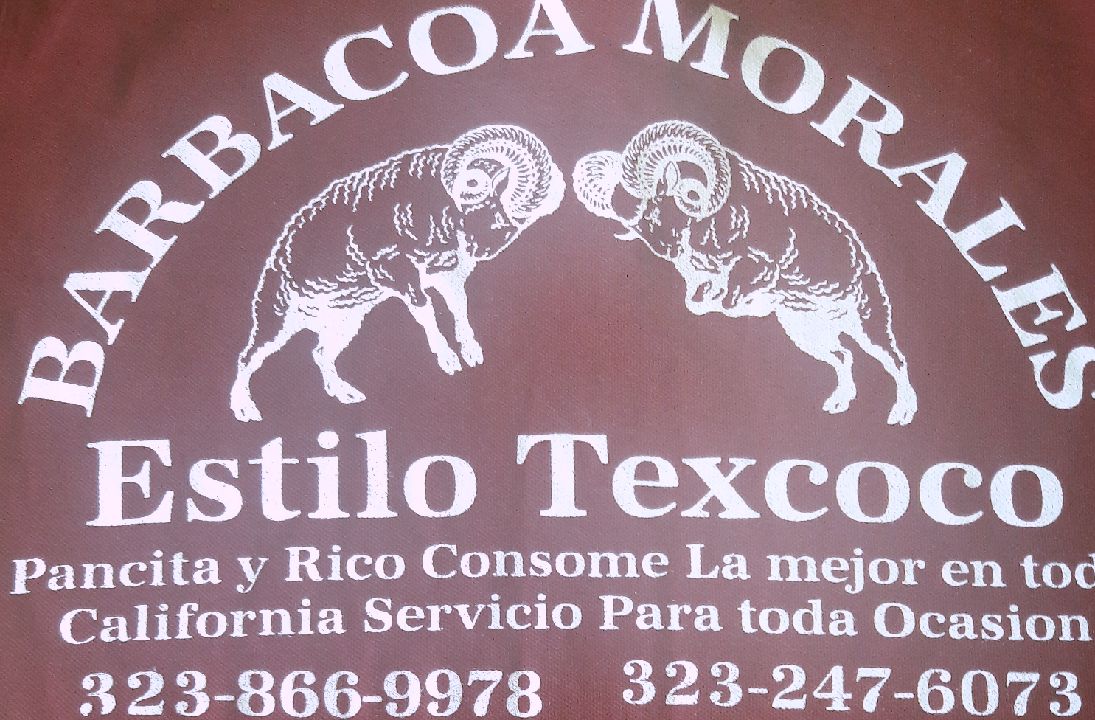 BARBACOA MORALES
Estilo Texcoco
Pancita y Rico Consome La mejor en tod
California Servicio Para toda Ocasion
323-866-9978 323-247-6073